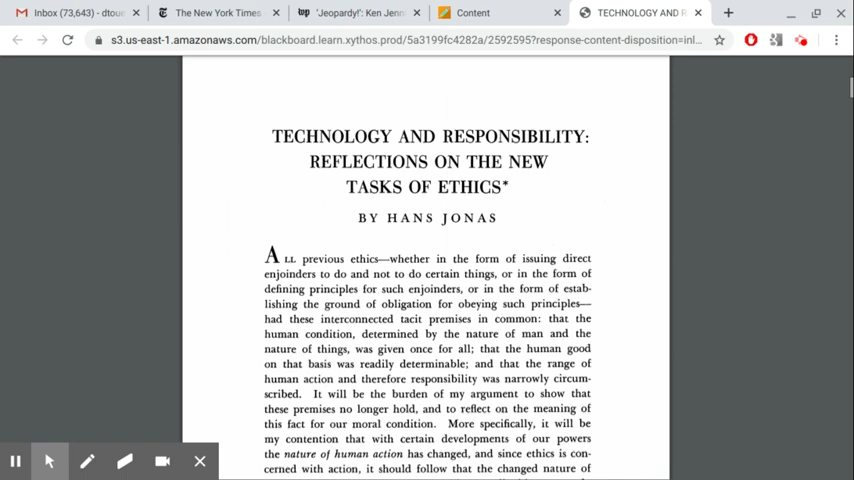 Inbox (73,643) - dtoue
The New York Times
'Jeopardy!': Ken Jenn
Content
TECHNOLOGY AND R
s3.us-east-1.amazonaws.com/blackboard.learn.xythos.prod/5a3199fc4282a/2592595?response-content-disposition=inl...
TECHNOLOGY AND RESPONSIBILITY:
REFLECTIONS ON THE NEW
TASKS OF ETHICS*
BY HANS JONAS
ALL previous ethics—whether in the form of issuing direct
enjoinders to do and not to do certain things, or in the form of
defining principles for such enjoinders, or in the form of estab-
lishing the ground of obligation for obeying such principles—
had these interconnected tacit premises in common: that the
human condition, determined by the nature of man and the
nature of things, was given once for all; that the human good
on that basis was readily determinable; and that the range of
human action and therefore responsibility was narrowly circum-
scribed. It will be the burden of my argument to show that
these premises no longer hold, and to reflect on the meaning of
this fact for our moral condition. More specifically, it will be
my contention that with certain developments of our powers
the nature of human action has changed, and since ethics is con-
cerned with action, it should follow that the changed nature of